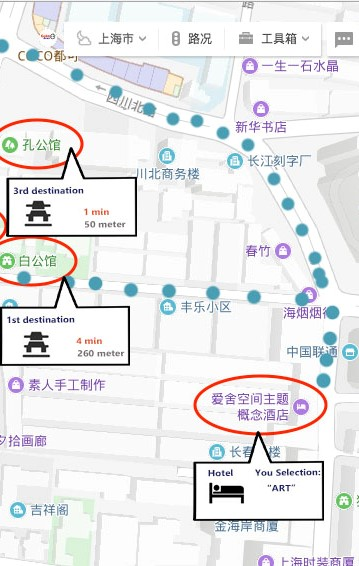 上海市
路况
工具箱
一生一石水晶
四川北
新华书店
孔公馆
川北商务楼
长江刻字厂
3rd destination
1 min
50 meter
春竹
白公馆
丰乐小区
海烟烟
1st destination
4 min
260 meter
中国联通
素人手工制作
爱舍空间主题
概念酒店
夕拾画廊
长春
楼
Hotel
You Selection:
"ART"
吉祥阁
金海岸商厦
上海时装商厦